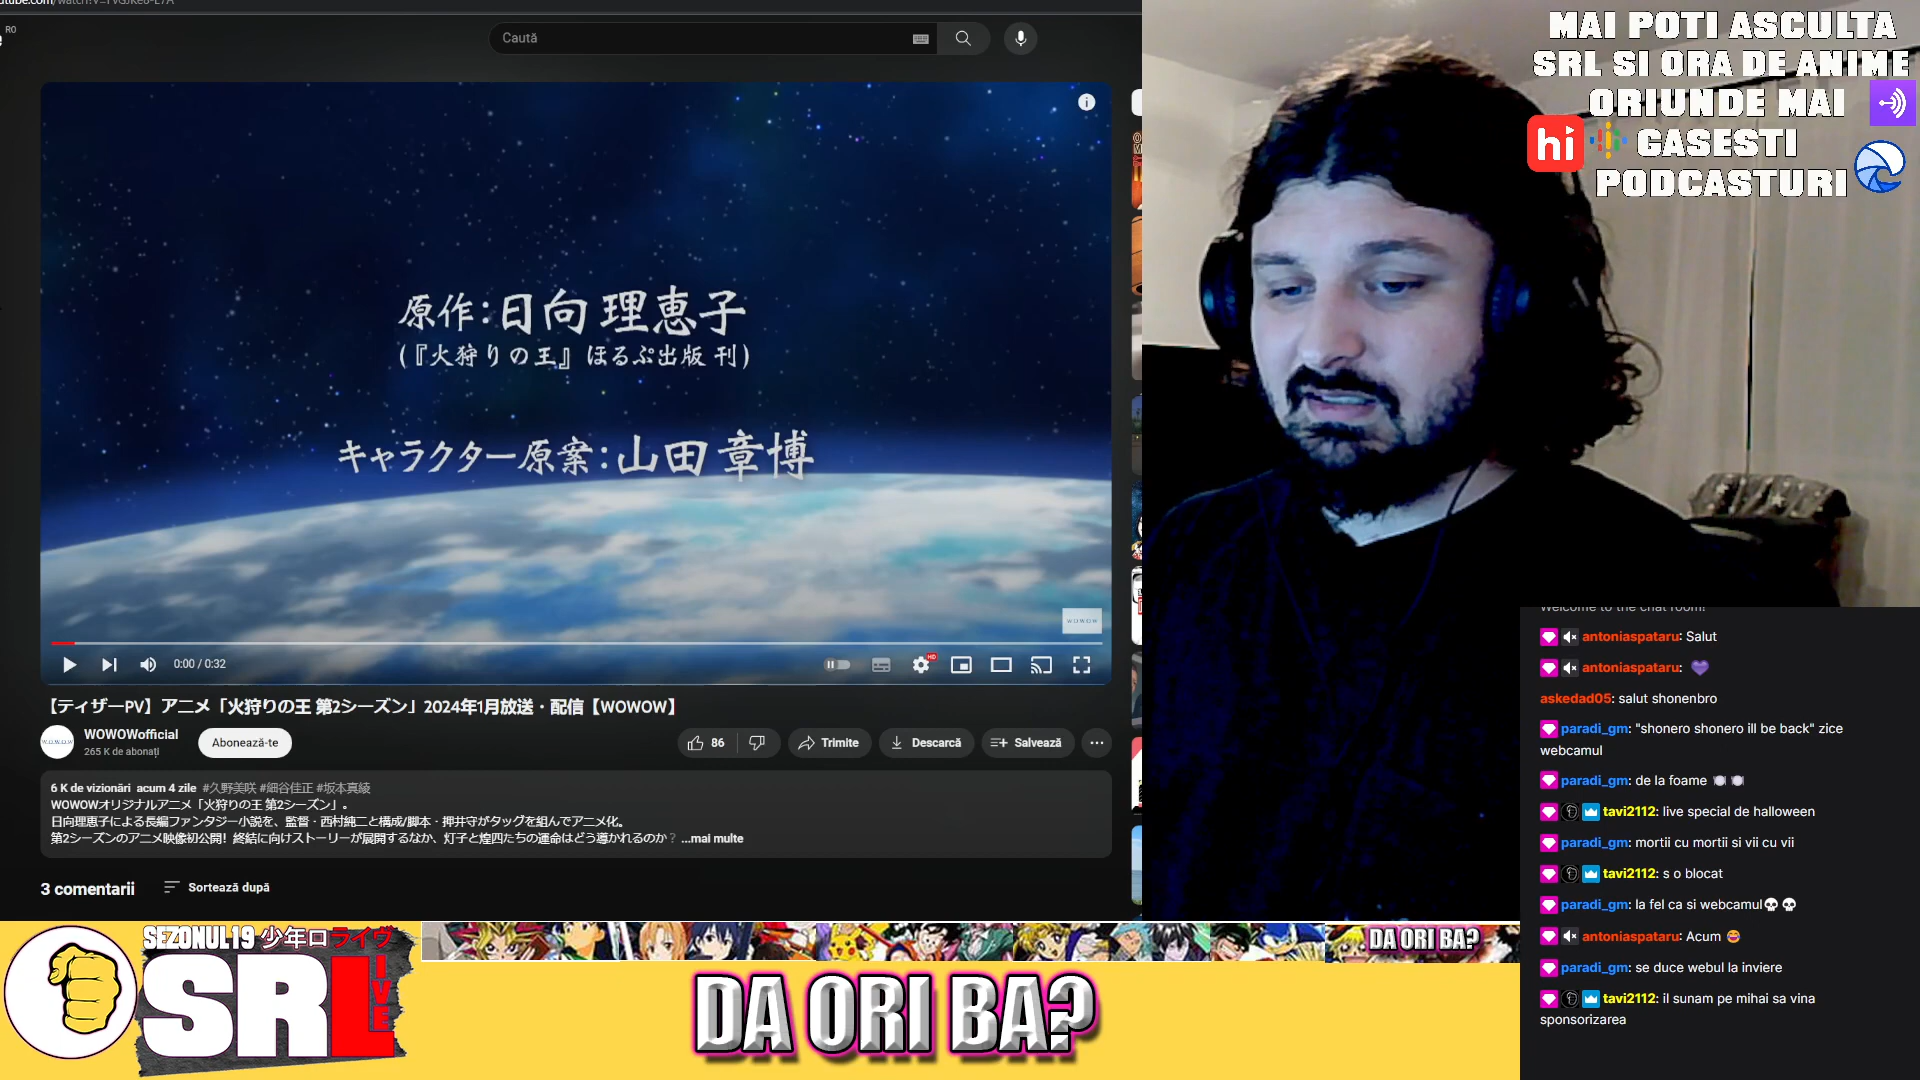 RO
Caută
原作:日向 理恵子
(『火狩りの王』ほるぷ出版 刊)
キャラクター原案:山田 章博
WOWOW
0:00 / 0:32
HD
【ティザーPV】アニメ「火狩りの王 第2シーズン」2024年1月放送・配信【WOWOW】
WOWOWofficial
265 K de abonați
Abonează-te
86
Trimite
Descarcă
Salvează
6 K de vizionări acum 4 zile #久野美咲 #細谷佳正 #坂本真綾
WOWOWオリジナルアニメ「火狩りの王 第2シーズン」。
日向理恵子による長編ファンタジー小説を、監督・西村純二と構成/脚本・押井守がタッグを組んでアニメ化。
第2シーズンのアニメ映像初公開！終結に向けストーリーが展開するなか、灯子と煌四たちの運命はどう導かれるのか？ ...mai multe
3 comentarii
Sortează după
MAI POTI ASCULTA
SRL SI ORA DE ANIME
ORIUNDE MAI
hi GASESTI
PODCASTURI
Welcome to the chat room!
antoniaspataru: Salut
antoniaspataru: 💜
askedad05: salut shonenbro
paradi_gm: "shonero shonero ill be back" zice
webcamul
paradi_gm: de la foame 🍽 🍽
tavi2112: live special de halloween
paradi_gm: mortii cu mortii si vii cu vii
tavi2112: s o blocat
paradi_gm: la fel ca si webcamul💀💀
antoniaspataru: Acum 😂
paradi_gm: se duce webul la inviere
tavi2112: il sunam pe mihai sa vina
sponsorizarea
SEZONUL19 少年ロライヴ
SRL
LIVE
DA ORI BA?
DA ORI BA?